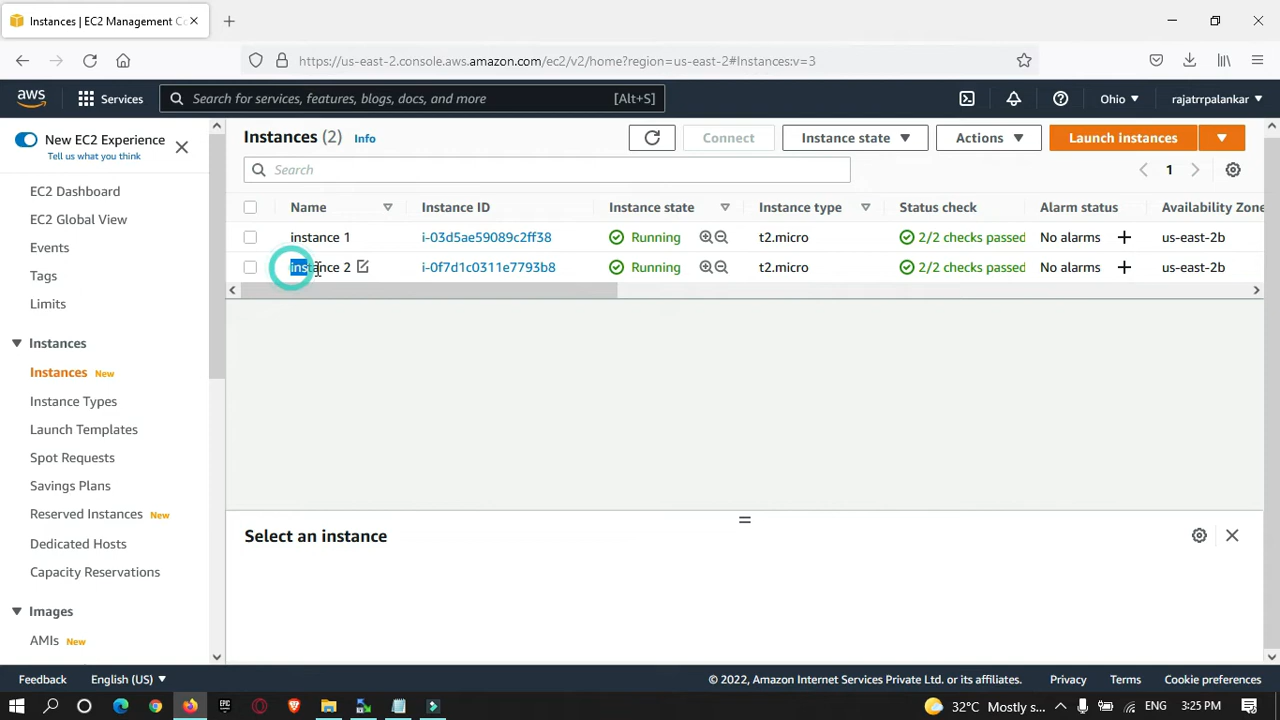 Instances | EC2 Management Co
https://us-east-2.console.aws.amazon.com/ec2/v2/home?region=us-east-2#Instances:v=3
aws
Services
Search for services, features, blogs, docs, and more
[Alt+S]
Ohio
rajatrrpalankar
New EC2 Experience
Tell us what you think
EC2 Dashboard
EC2 Global View
Events
Tags
Limits
Instances
Instances New
Instance Types
Launch Templates
Spot Requests
Savings Plans
Reserved Instances New
Dedicated Hosts
Capacity Reservations
Images
AMIs New
Instances (2) Info
Connect
Instance state
Actions
Launch instances
Search
1
Name Instance ID Instance state Instance type Status check Alarm status Availability Zone
instance 1 i-03d5ae59089c2ff38 Running t2.micro 2/2 checks passed No alarms us-east-2b
instance 2 i-0f7d1c0311e7793b8 Running t2.micro 2/2 checks passed No alarms us-east-2b
Select an instance
Feedback English (US) © 2022, Amazon Internet Services Private Ltd. or its affiliates. Privacy Terms Cookie preferences
EPIC
32°C Mostly s... ENG 3:25 PM